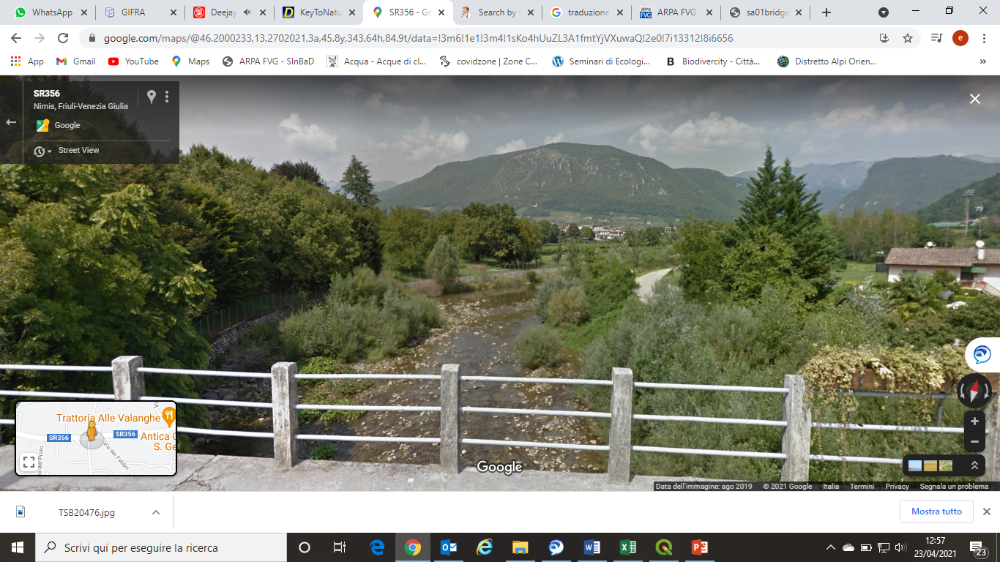 WhatsApp
GIFRA
Deejay
KeyToNatu
SR356 - Go
Search by
traduzione
ARPA FVG
sa01bridge
google.com/maps/@46.2000233,13.2702021,3a,45.8y,343.64h,84.9t/data=!3m6!1e1!3m4!1sKo4hUuZL3A1fmtYjVXuwaQ!2e0!7i13312!8i6656
e
App
Gmail
YouTube
Maps
ARPA FVG - SInBaD
Acqua - Acque di cl...
covidzone | Zone C...
Seminari di Ecologi...
Biodivercity - Città...
Distretto Alpi Orien...
SR356
Nimis, Friuli-Venezia Giulia
Google
Street View
Trattoria Alle Valanghe
SR356
SR356
Antica
S. Ge
Via dei Fabbri
del Prato
Google
Data dell'immagine: ago 2019
© 2021 Google
Italia
Termini
Privacy
Segnala un problema
TSB20476.jpg
Mostra tutto
Scrivi qui per eseguire la ricerca
12:57
23/04/2021
23